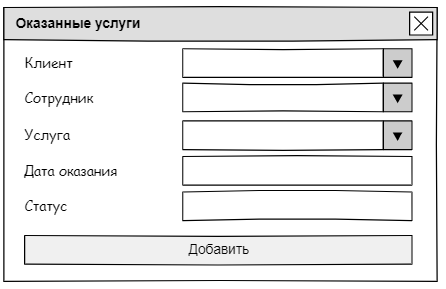 Оказанные услуги
Клиент
Сотрудник
Услуга
Дата оказания
Статус
Добавить